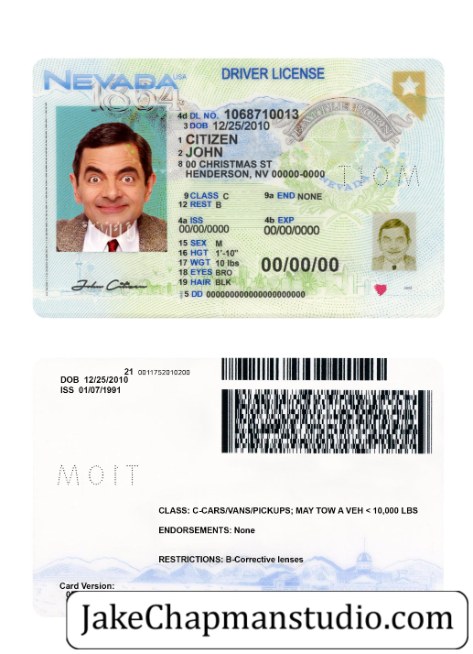 NEVADA USA
DRIVER LICENSE
1864
4d DL NO. 1068710013
3 DOB 12/25/2010
1 CITIZEN
2 JOHN
8 00 CHRISTMAS ST
HENDERSON, NV 00000-0000
NEVADA
9 CLASS C 9a END NONE
12 REST B
4a ISS 4b EXP
00/00/0000 00/00/0000
15 SEX M
16 HGT 1'-10"
17 WGT 10 lbs
18 EYES BRO
19 HAIR BLK
00/00/00
5 DD 0000000000000000000000
John Citizen
21 0011752010200
DOB 12/25/2010
ISS 01/07/1991
MOIT
CLASS: C-CARS/VANS/PICKUPS; MAY TOW A VEH < 10,000 LBS
ENDORSEMENTS: None
RESTRICTIONS: B-Corrective lenses
Card Version:
JakeChapmanstudio.com